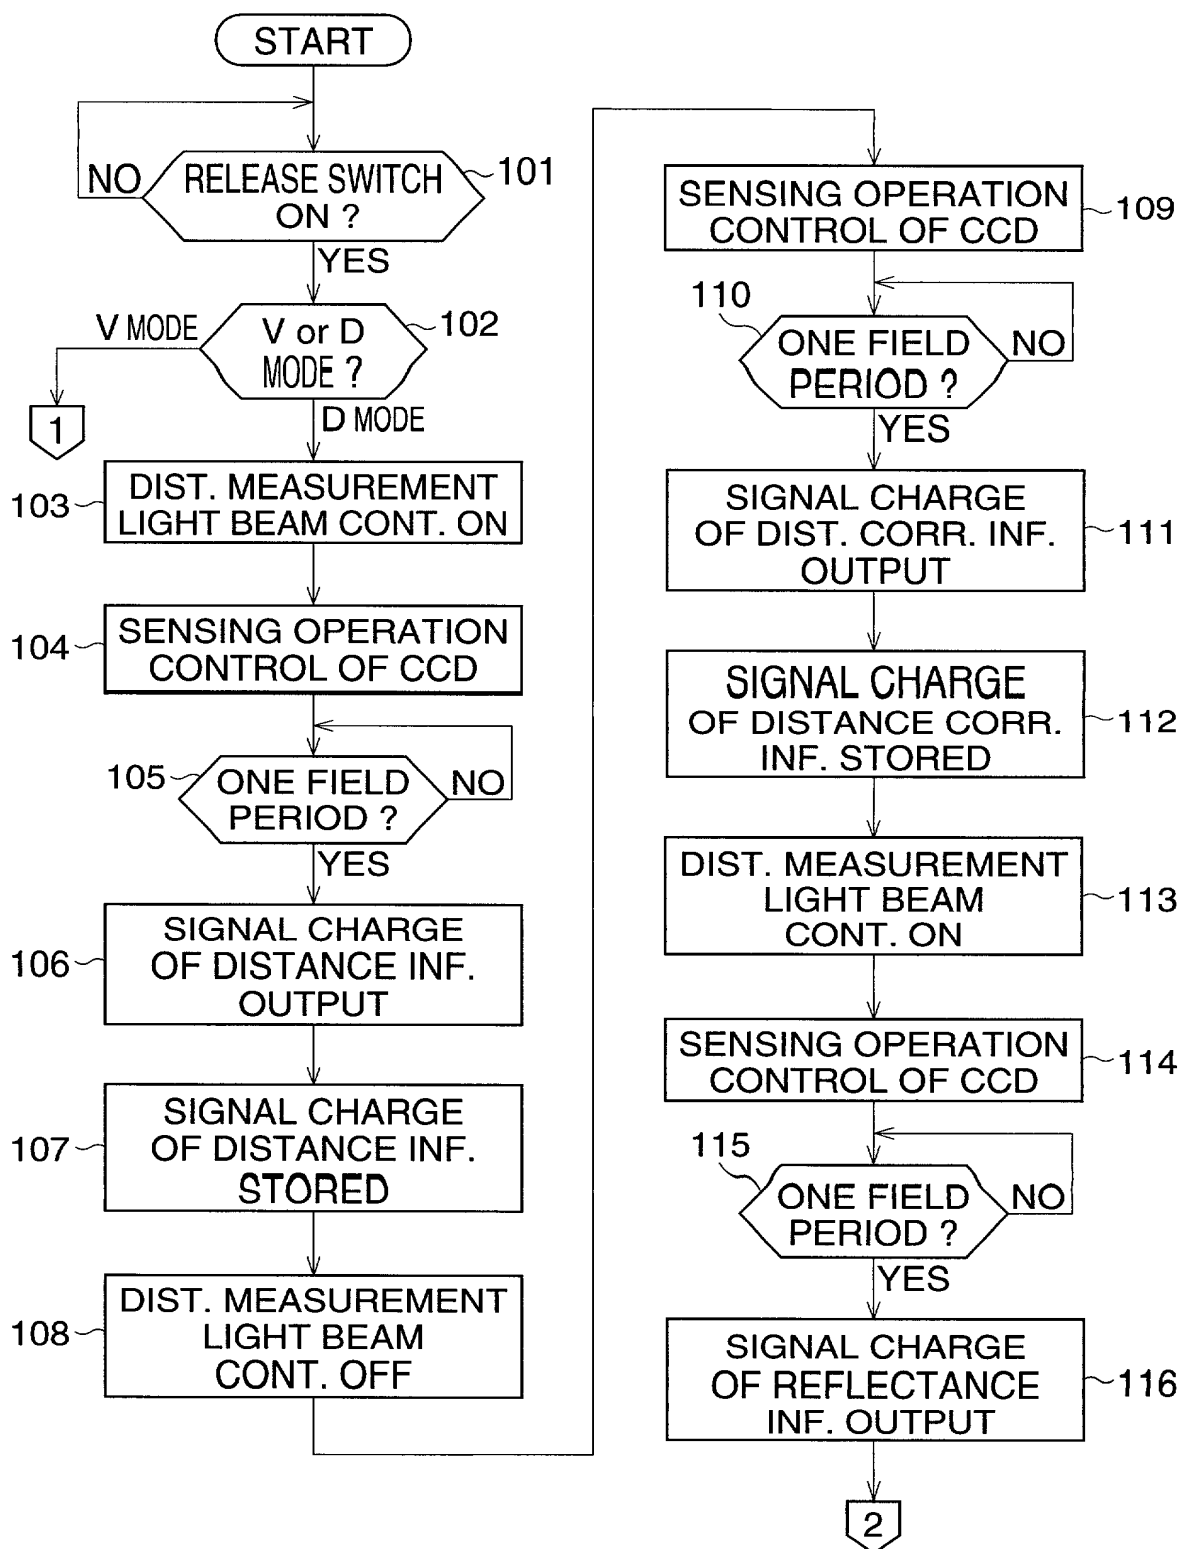 START
NO
RELEASE SWITCH
ON ?
101
YES
V MODE
V or D
MODE ?
102
1
D MODE
103
DIST. MEASUREMENT
LIGHT BEAM CONT. ON
104
SENSING OPERATION
CONTROL OF CCD
105
ONE FIELD
PERIOD ?
NO
YES
106
SIGNAL CHARGE
OF DISTANCE INF.
OUTPUT
107
SIGNAL CHARGE
OF DISTANCE INF.
STORED
108
DIST. MEASUREMENT
LIGHT BEAM
CONT. OFF
SENSING OPERATION
CONTROL OF CCD
109
110
ONE FIELD
PERIOD ?
NO
YES
SIGNAL CHARGE
OF DIST. CORR. INF.
OUTPUT
111
SIGNAL CHARGE
OF DISTANCE CORR.
INF. STORED
112
DIST. MEASUREMENT
LIGHT BEAM
CONT. ON
113
SENSING OPERATION
CONTROL OF CCD
114
115
ONE FIELD
PERIOD ?
NO
YES
SIGNAL CHARGE
OF REFLECTANCE
INF. OUTPUT
116
2